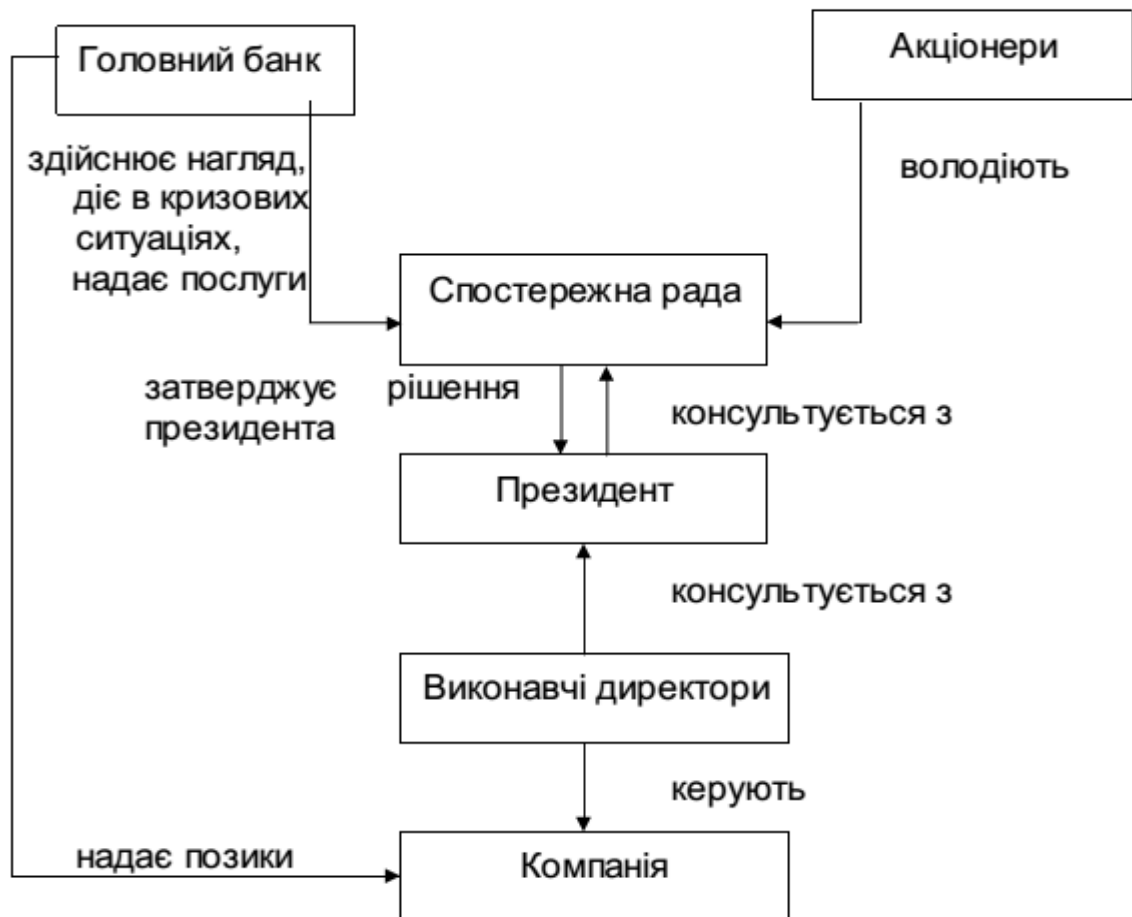 Головний банк
Акціонери
здійснює нагляд,
діє в кризових
ситуаціях,
надає послуги
володіють
Спостережна рада
затверджує рішення
президента
консультується з
Президент
консультується з
Виконавчі директори
керують
надає позики
Компанія